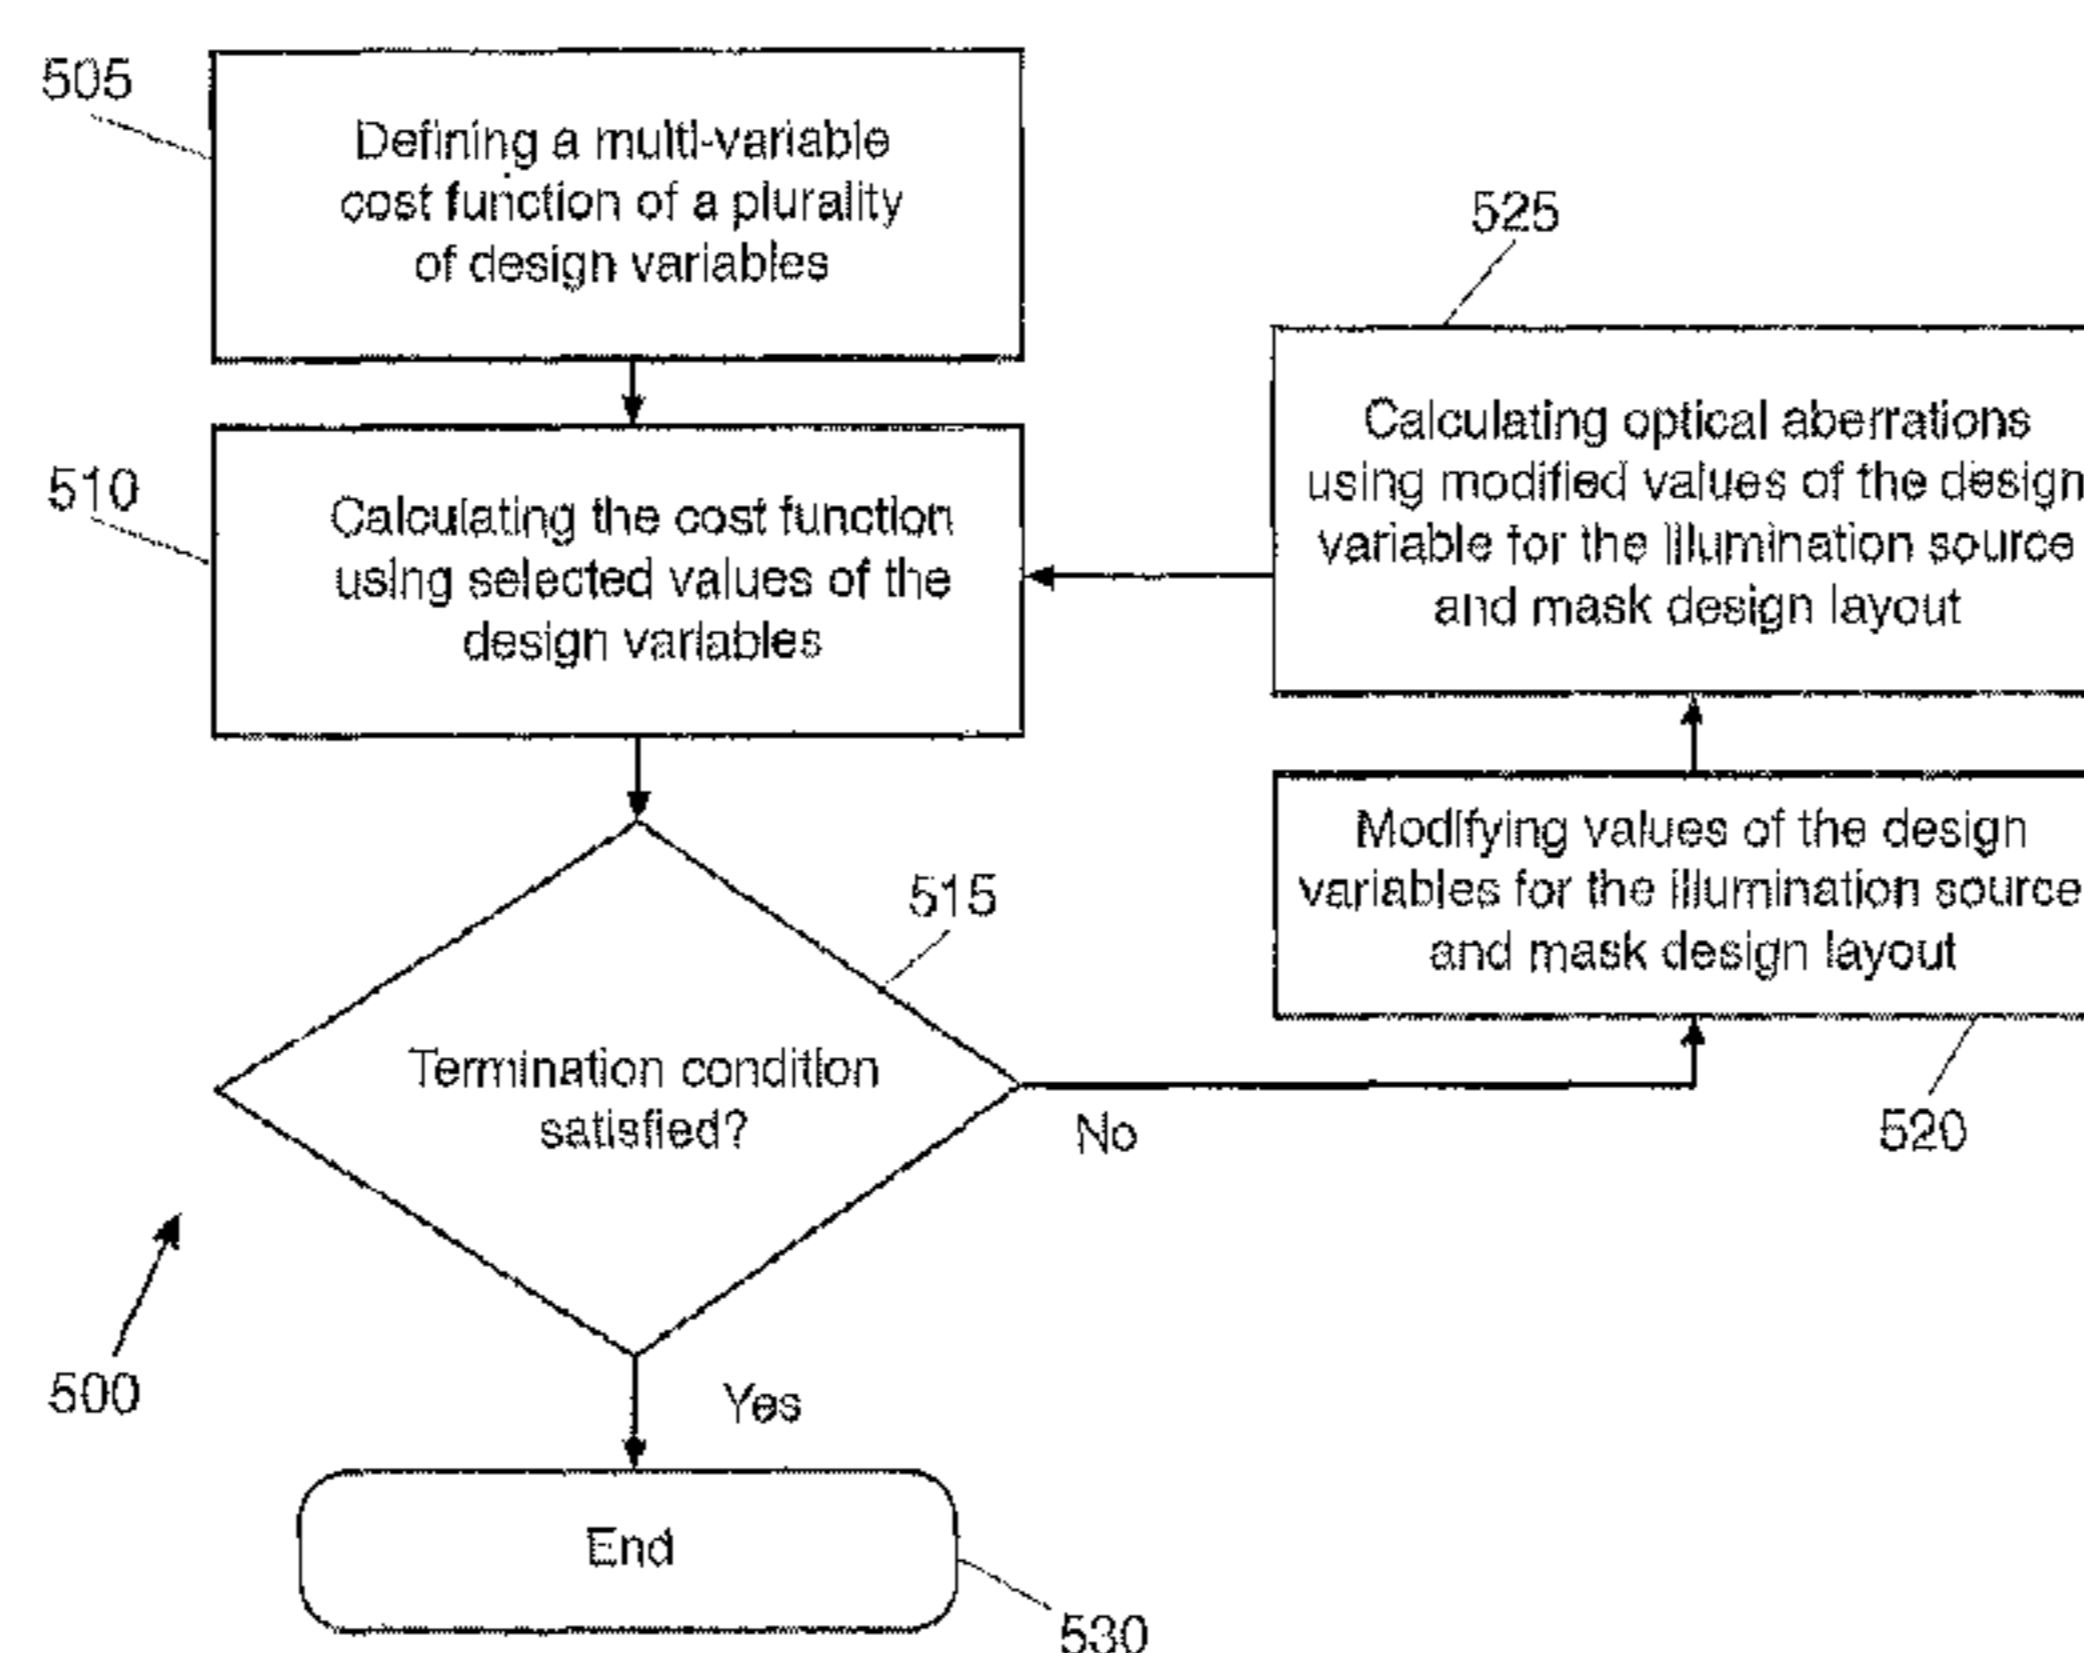 505
Defining a multi-variable
cost function of a plurality
of design variables
525
510
Calculating the cost function
using selected values of the
design variables
Calculating optical aberrations
using modified values of the design
variable for the illumination source
and mask design layout
Modifying values of the design
variables for the illumination source
and mask design layout
515
Termination condition
satisfied?
No
520
500
Yes
End
530